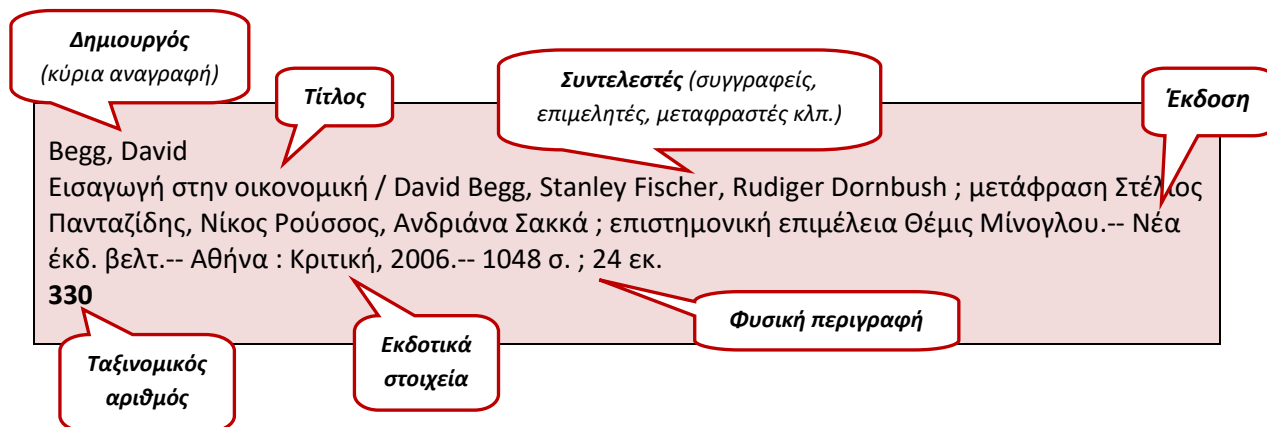 Δημιουργός
(κύρια αναγραφή)
Τίτλος
Συντελεστές (συγγραφείς,
επιμελητές, μεταφραστές κλπ.)
Έκδοση
Begg, David
Εισαγωγή στην οικονομική / David Begg, Stanley Fischer, Rudiger Dornbush ; μετάφραση Στέλιος
Πανταζίδης, Νίκος Ρούσσος, Ανδριάνα Σακκά ; επιστημονική επιμέλεια Θέμις Μίνογλου.-- Νέα
έκδ. βελτ.-- Αθήνα : Κριτική, 2006.-- 1048 σ. ; 24 εκ.
330
Ταξινομικός
αριθμός
Εκδοτικά
στοιχεία
Φυσική περιγραφή